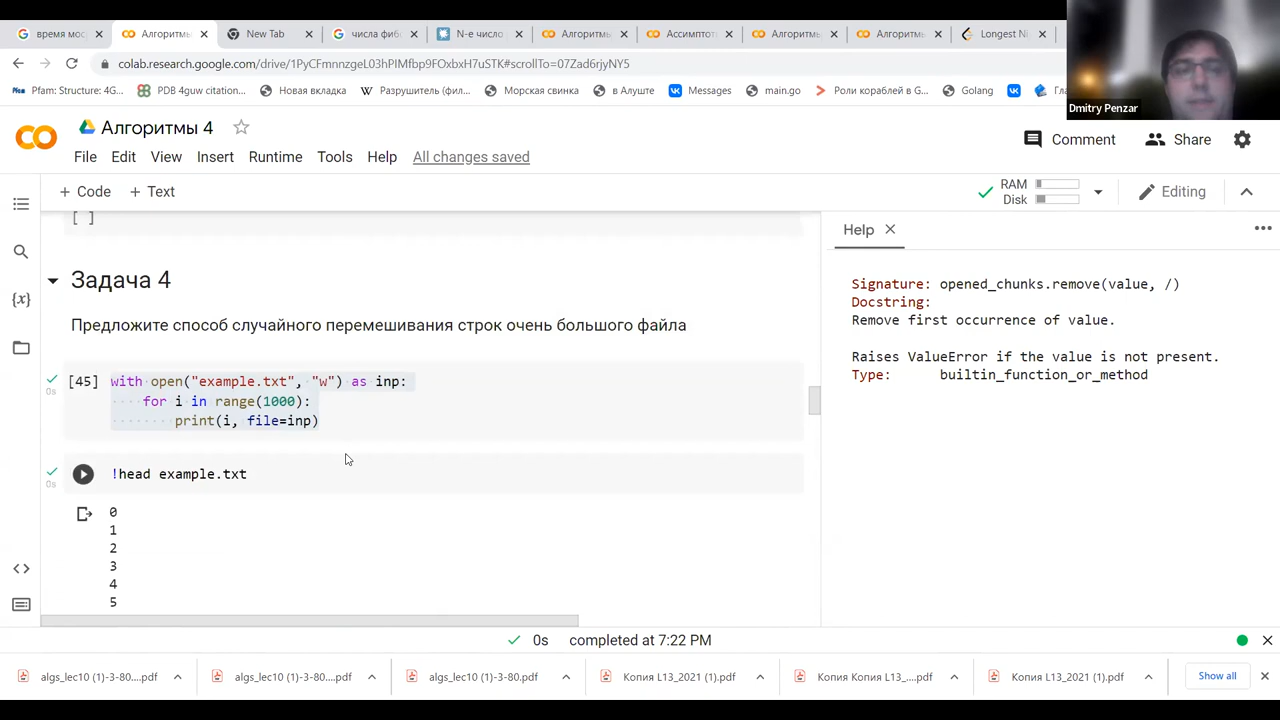 время мос
Алгоритмы
New Tab
числа фиб
N-е число р
Алгоритм
Ассимптот
Алгоритм
Алгоритм
Longest Ni
colab.research.google.com/drive/1PyCFmnnzgeL03hPIMfbp9FOxbxH7uSTK#scrollTo=07Zad6rjyNY5
Pfam: Structure: 4G...
PDB 4guw citation...
Новая вкладка
Разрушитель (фил...
Морская свинка
в Алуште
Messages
main.go
Роли кораблей в G...
Golang
Dmitry Penzar
CO
Алгоритмы 4
Comment
Share
File Edit View Insert Runtime Tools Help All changes saved
+ Code + Text
RAM
Disk
Editing
[ ]
Help
Задача 4
Предложите способ случайного перемешивания строк очень большого файла
[45] with open("example.txt", "w") as inp:
for i in range(1000):
print(i, file=inp)
0s
!head example.txt
0s
0
1
2
3
4
5
Signature: opened_chunks.remove(value, /)
Docstring:
Remove first occurrence of value.
Raises ValueError if the value is not present.
Type: builtin_function_or_method
0s completed at 7:22 PM
algs_lec10 (1)-3-80....pdf
algs_lec10 (1)-3-80....pdf
algs_lec10 (1)-3-80.pdf
Копия L13_2021 (1).pdf
Копия Копия L13_....pdf
Копия L13_2021 (1).pdf
Show all